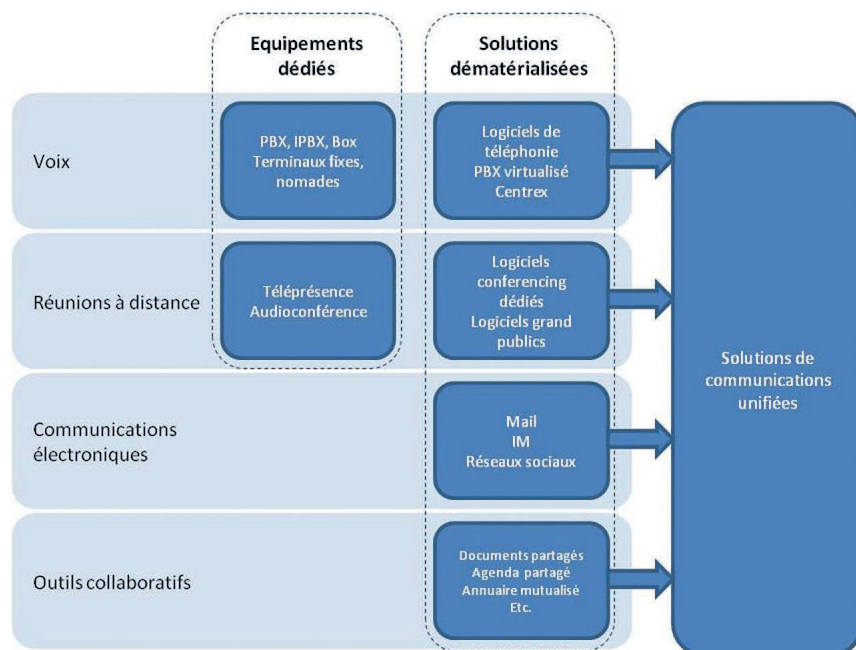 Equipements
dédiés
Solutions
dématérialisées
Voix
PBX, IPBX, Box
Terminaux fixes,
nomades
Logiciels de
téléphonie
PBX virtualisé
Centrex
Réunions à distance
Téléprésence
Audioconférence
Logiciels
conferencing
dédiés
Logiciels grand
publics
Solutions de
communications
unifiées
Communications
électroniques
Mail
IM
Réseaux sociaux
Outils collaboratifs
Documents partagés
Agenda partagé
Annuaire mutualisé
Etc.